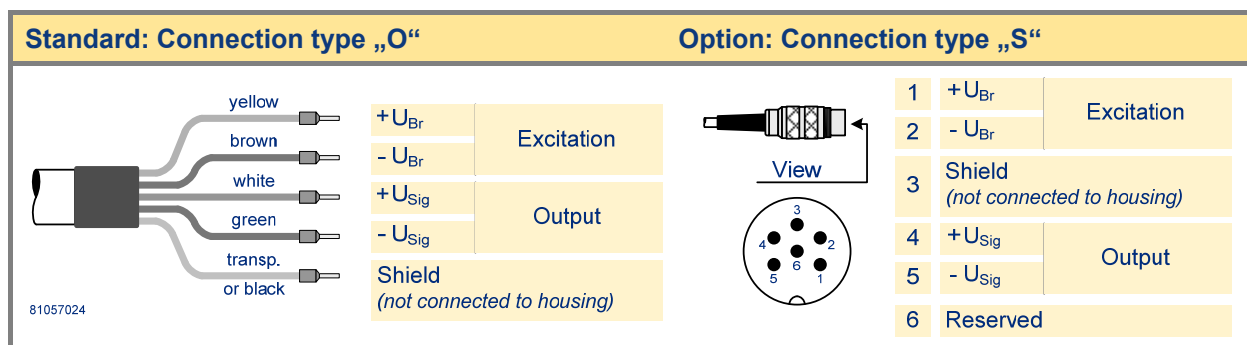 Standard: Connection type „O“
Option: Connection type „S“
yellow
+UBr
Excitation
brown
- UBr
white
+USig
Output
green
- USig
transp.
or black
Shield
(not connected to housing)
81057024
View
3
4
2
6
5
1
1
+UBr
Excitation
2
- UBr
3
Shield
(not connected to housing)
4
+USig
Output
5
- USig
6
Reserved